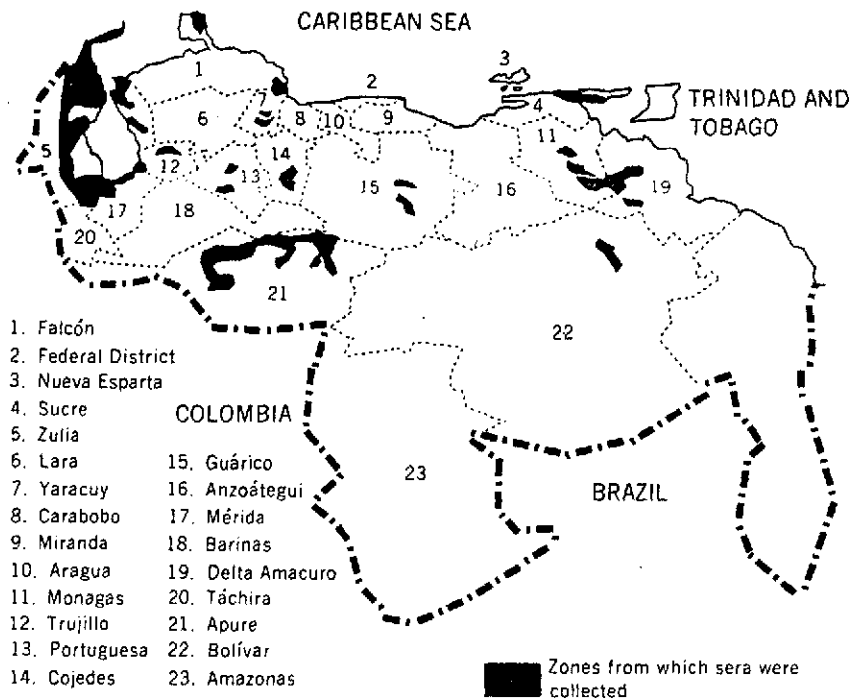 CARIBBEAN SEA
3
1
2
TRINIDAD AND
TOBAGO
4
7
6
8
10
9
11
5
12
14
13
15
16
19
17
18
20
21
22
1. Falcón
2. Federal District
3. Nueva Esparta
4. Sucre
5. Zulia
6. Lara
7. Yaracuy
8. Carabobo
9. Miranda
10. Aragua
11. Monagas
12. Trujillo
13. Portuguesa
14. Cojedes
COLOMBIA
15. Guárico
16. Anzoátegui
17. Mérida
18. Barinas
19. Delta Amacuro
20. Táchira
21. Apure
22. Bolívar
23. Amazonas
23
BRAZIL
Zones from which sera were
collected